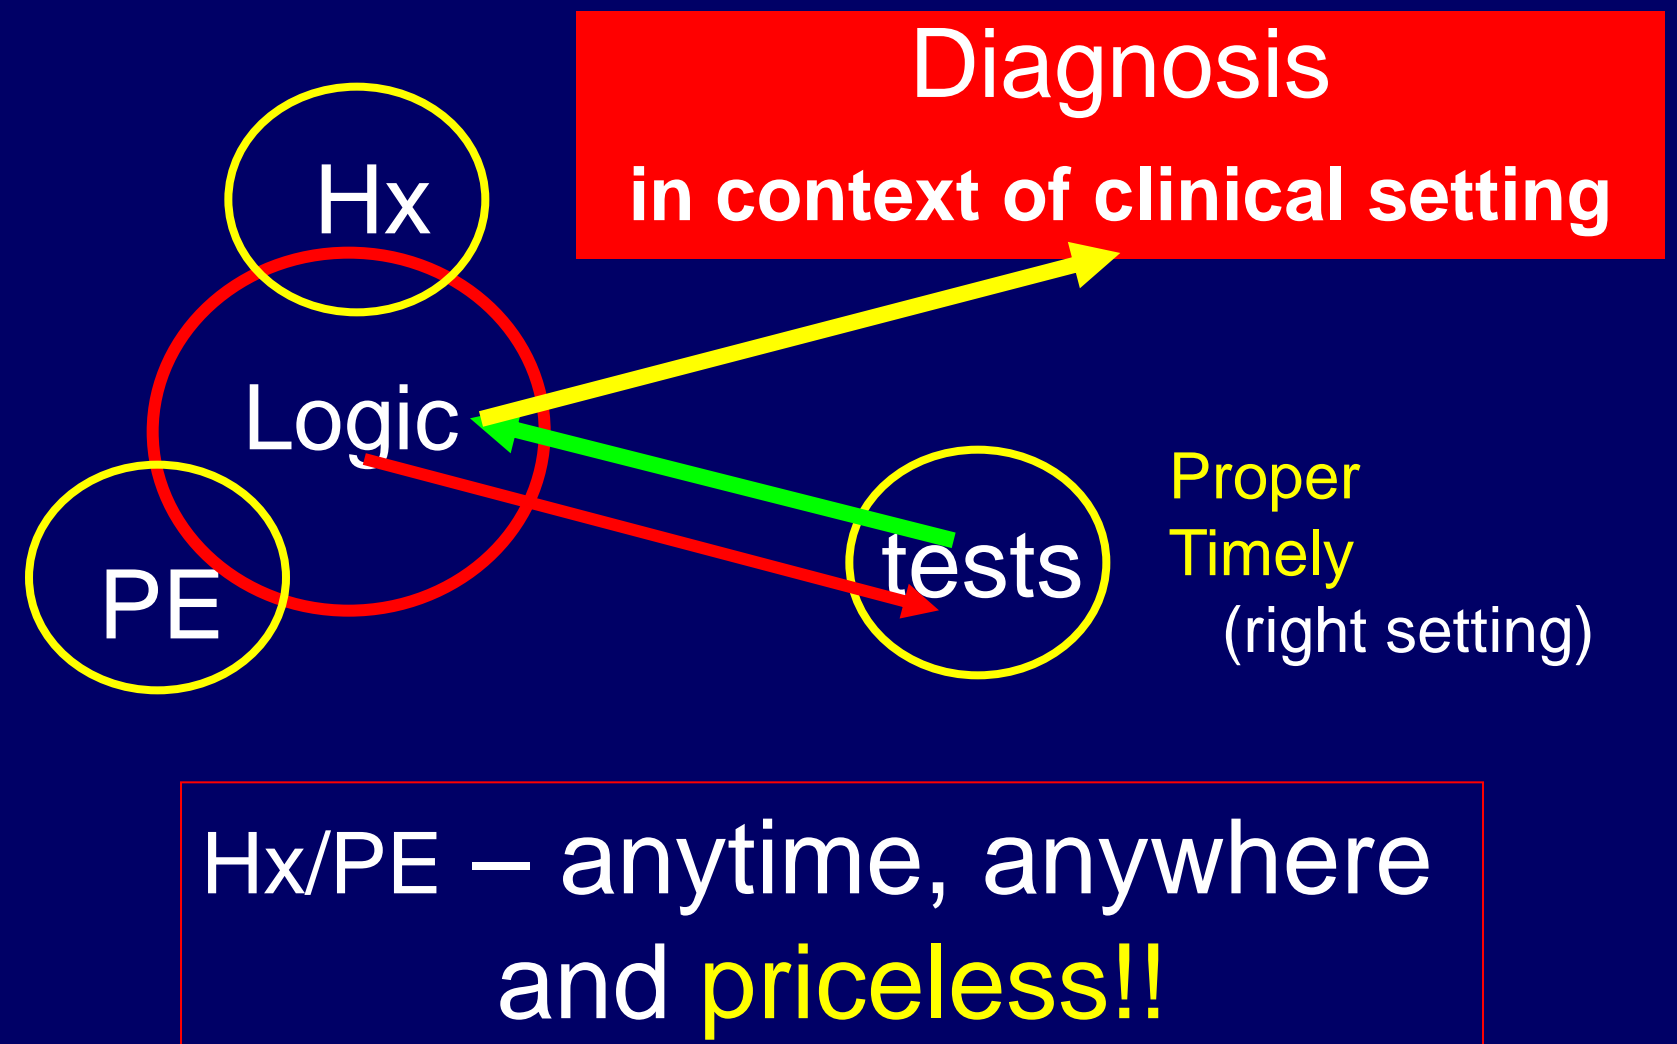 Diagnosis
in context of clinical setting
Hx
Logic
PE
tests
Proper
Timely
(right setting)
Hx/PE – anytime, anywhere
and priceless!!